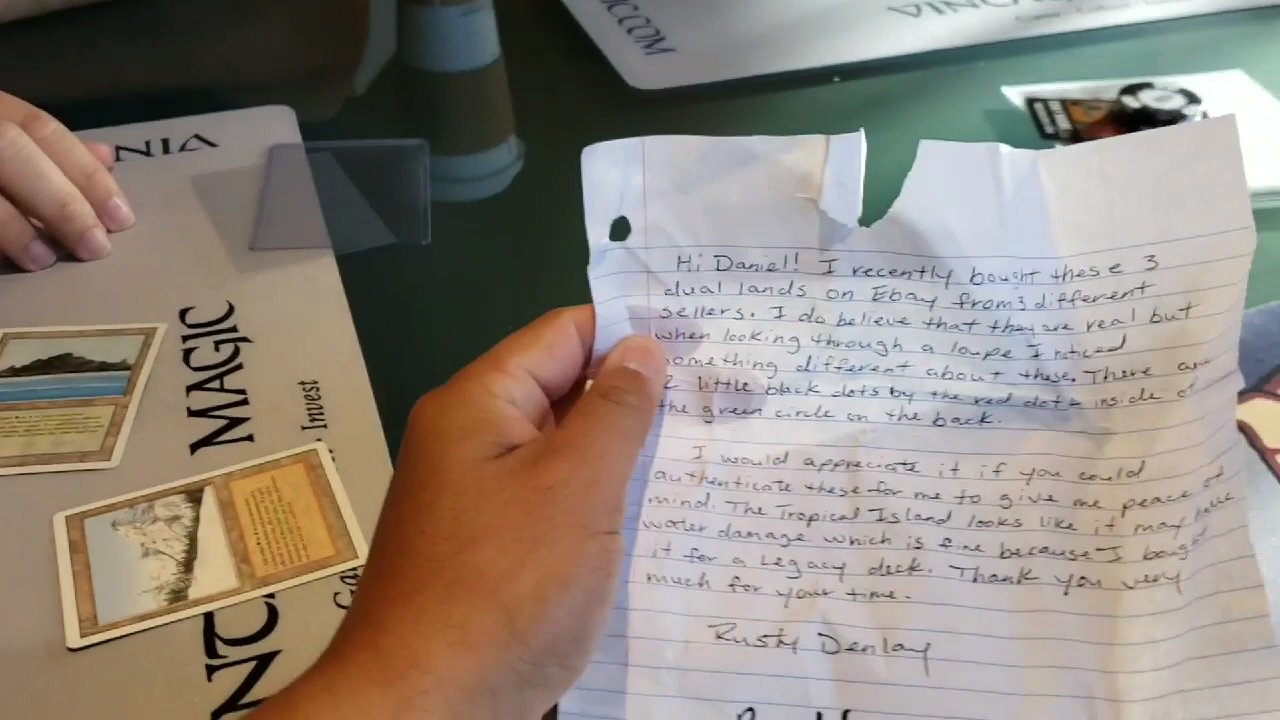 IC.COM
NIA
MAGIC
Invest
Hi Daniel! I recently bought these 3
dual lands on Ebay from 3 different
sellers. I do believe that they are real but
when looking through a loupe I noticed
something different about these. There are
2 little black dots by the red dots inside of
the green circle on the back.
I would appreciate it if you could
authenticate these for me to give me peace of
mind. The Tropical Island looks like it may have
water damage which is fine because I bought
it for a Legacy deck. Thank you very
much for your time.
Rusty Denlay